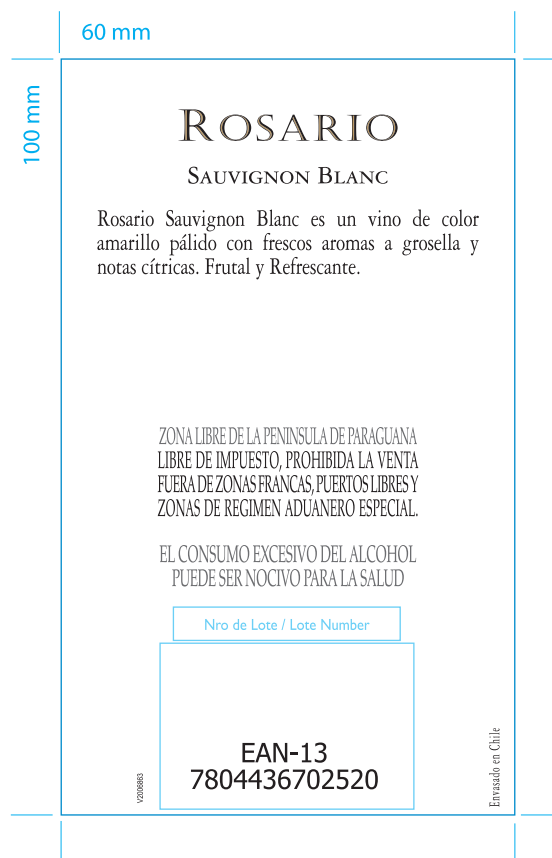 60 mm
100 mm
ROSARIO
SAUVIGNON BLANC
Rosario Sauvignon Blanc es un vino de color
amarillo pálido con frescos aromas a grosella y
notas cítricas. Frutal y Refrescante.
ZONA LIBRE DE LA PENINSULA DE PARAGUANA
LIBRE DE IMPUESTO, PROHIBIDA LA VENTA
FUERA DE ZONAS FRANCAS, PUERTOS LIBRES Y
ZONAS DE REGIMEN ADUANERO ESPECIAL.
EL CONSUMO EXCESIVO DEL ALCOHOL
PUEDE SER NOCIVO PARA LA SALUD
Nro de Lote / Lote Number
EAN-13
7804436702520
V2006863
Envasado en Chile